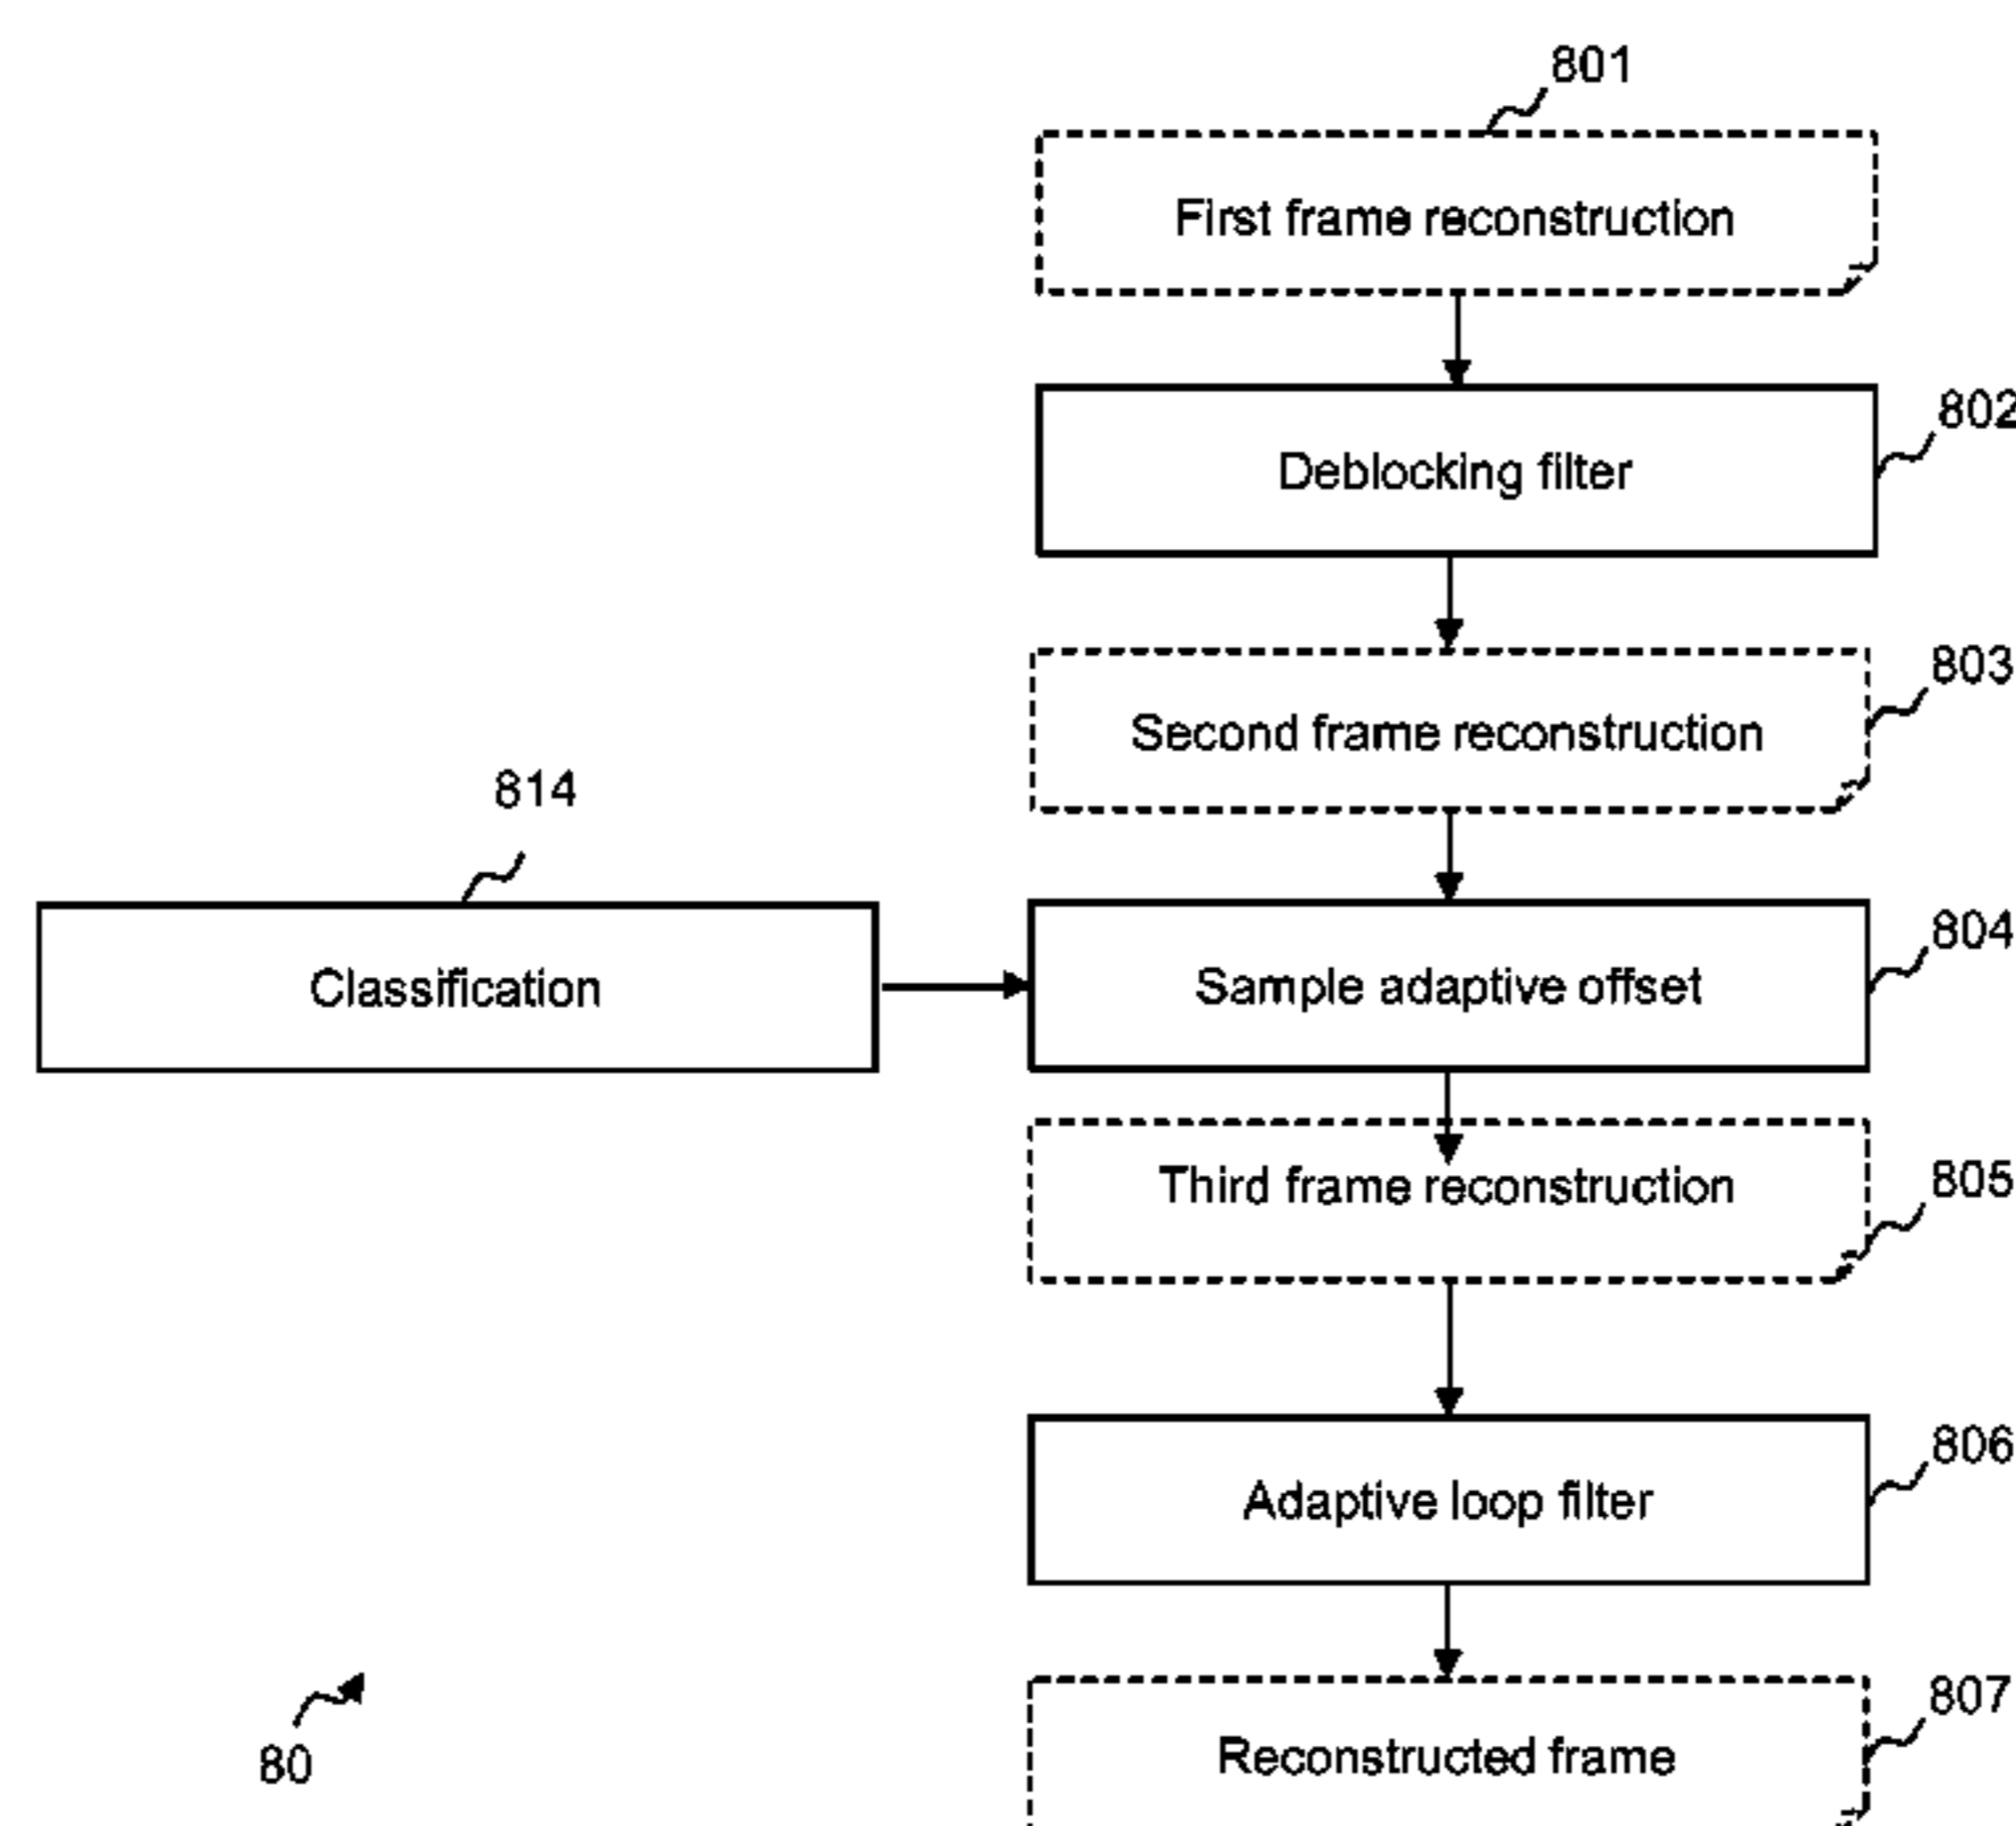 801
First frame reconstruction
802
Deblocking filter
803
Second frame reconstruction
814
804
Classification
Sample adaptive offset
805
Third frame reconstruction
806
Adaptive loop filter
807
Reconstructed frame
80